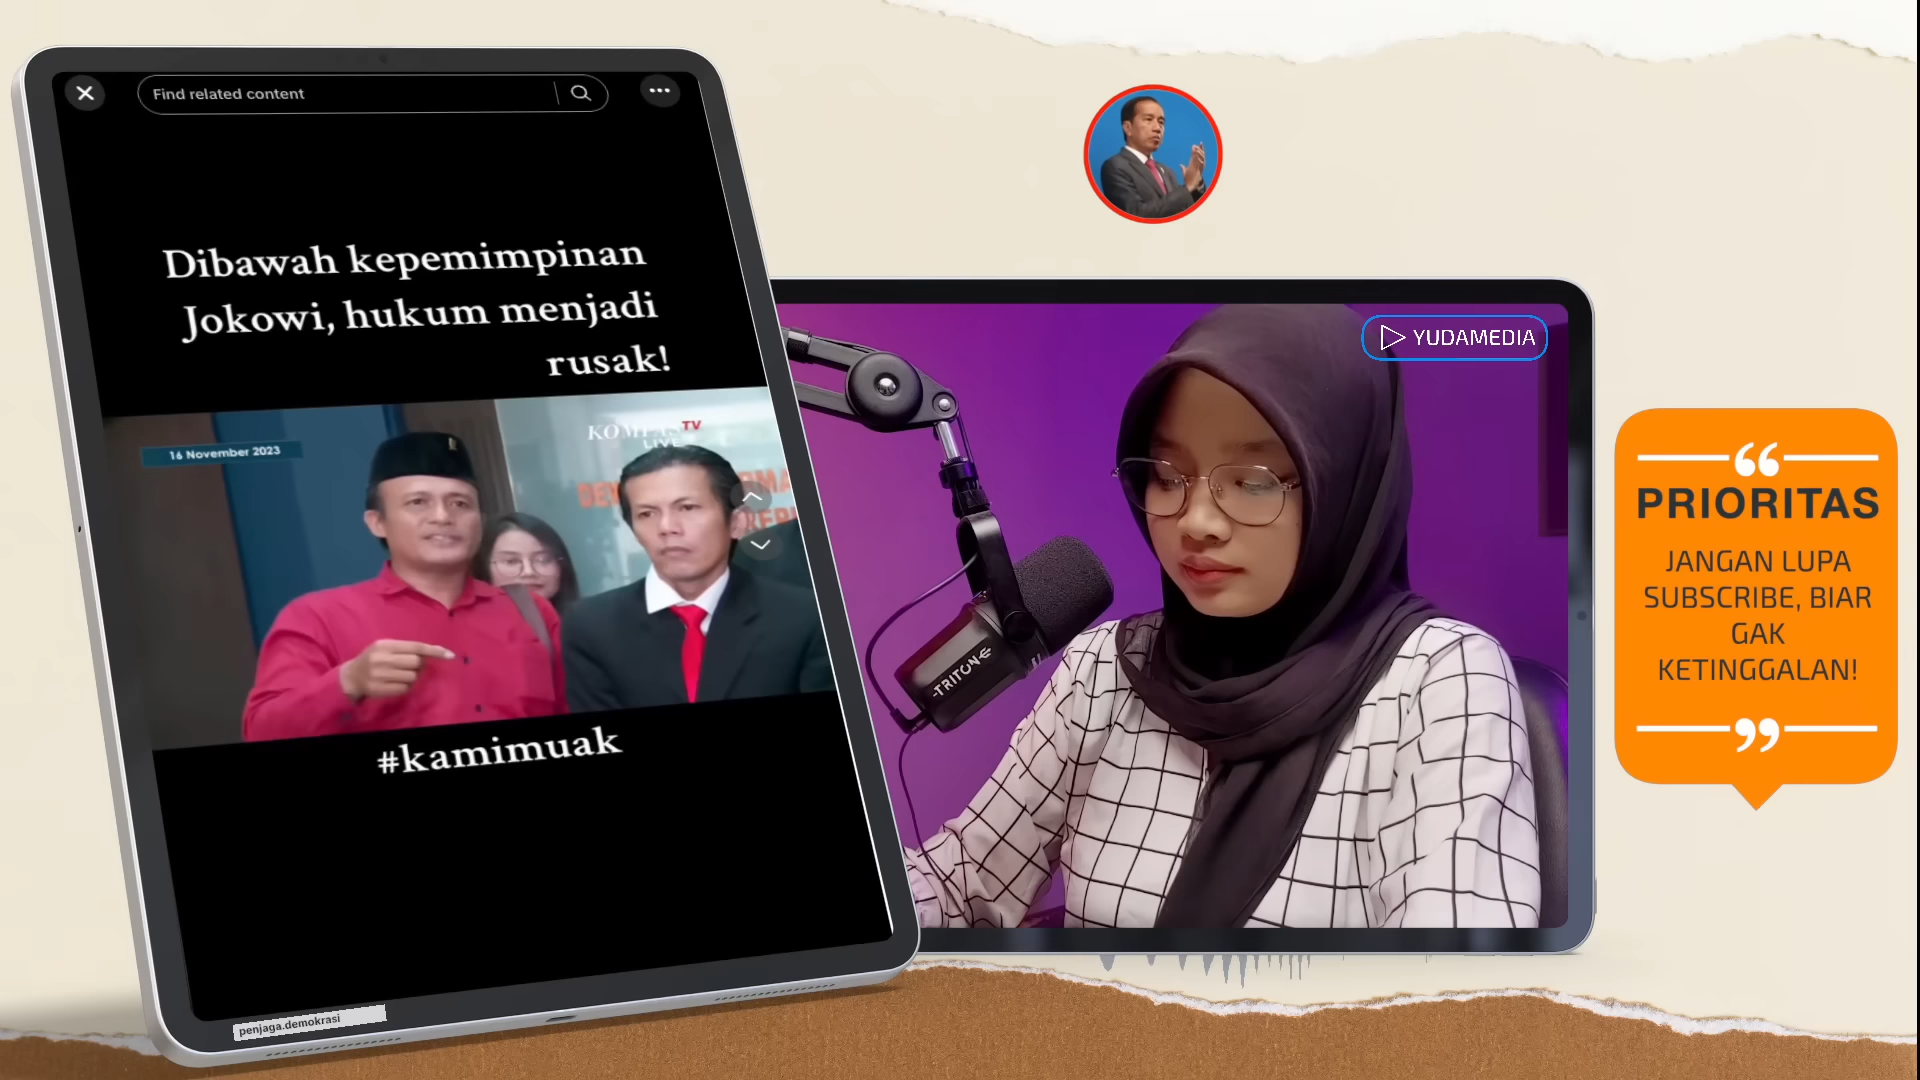 Find related content
Dibawah kepemimpinan
Jokowi, hukum menjadi
rusak!
16 November 2023
KOMPAS TV
LIVE
#kamimuak
penjaga.demokrasi
YUDAMEDIA
TRITON
“
PRIORITAS
JANGAN LUPA
SUBSCRIBE, BIAR
GAK
KETINGGALAN!
”